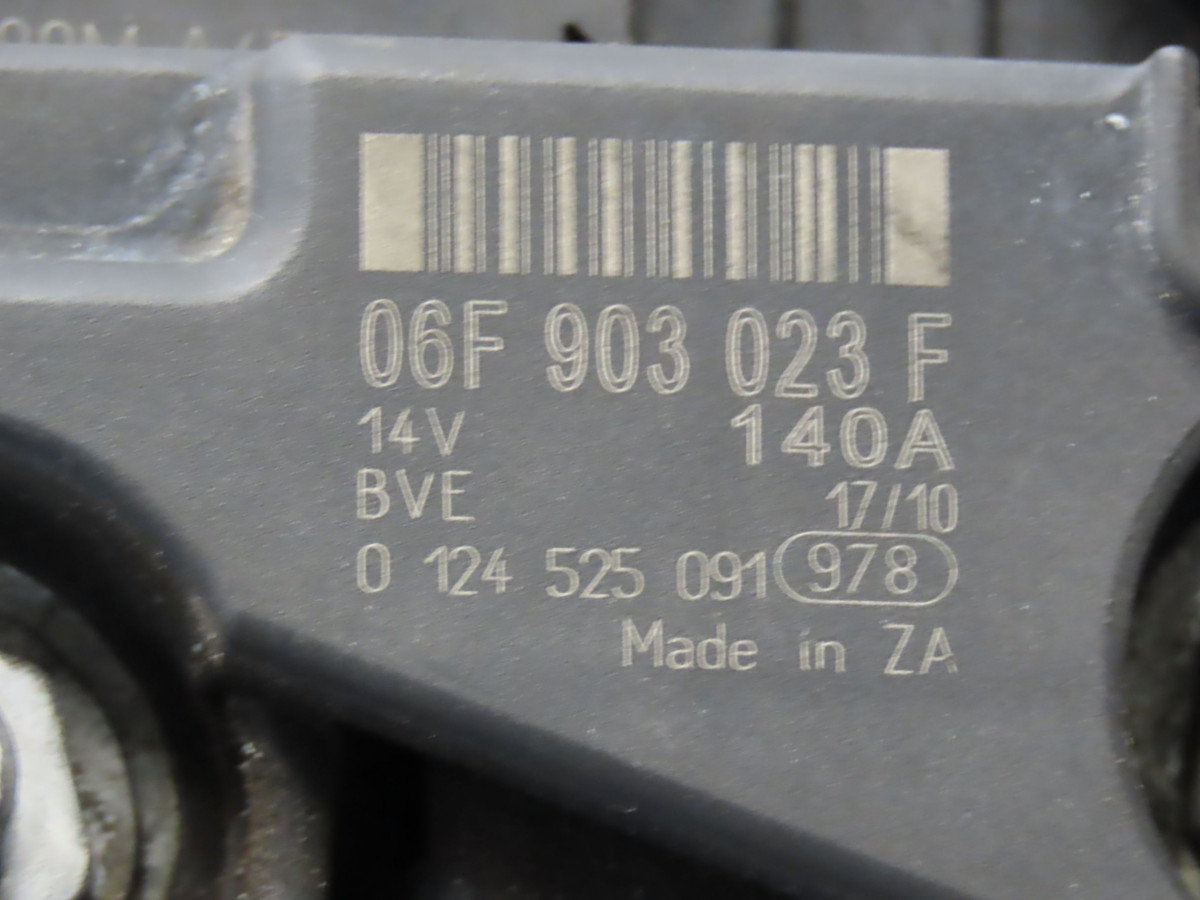 06F 903 023 F
14V 140A
BVE 17/10
0 124 525 091 978
Made in ZA